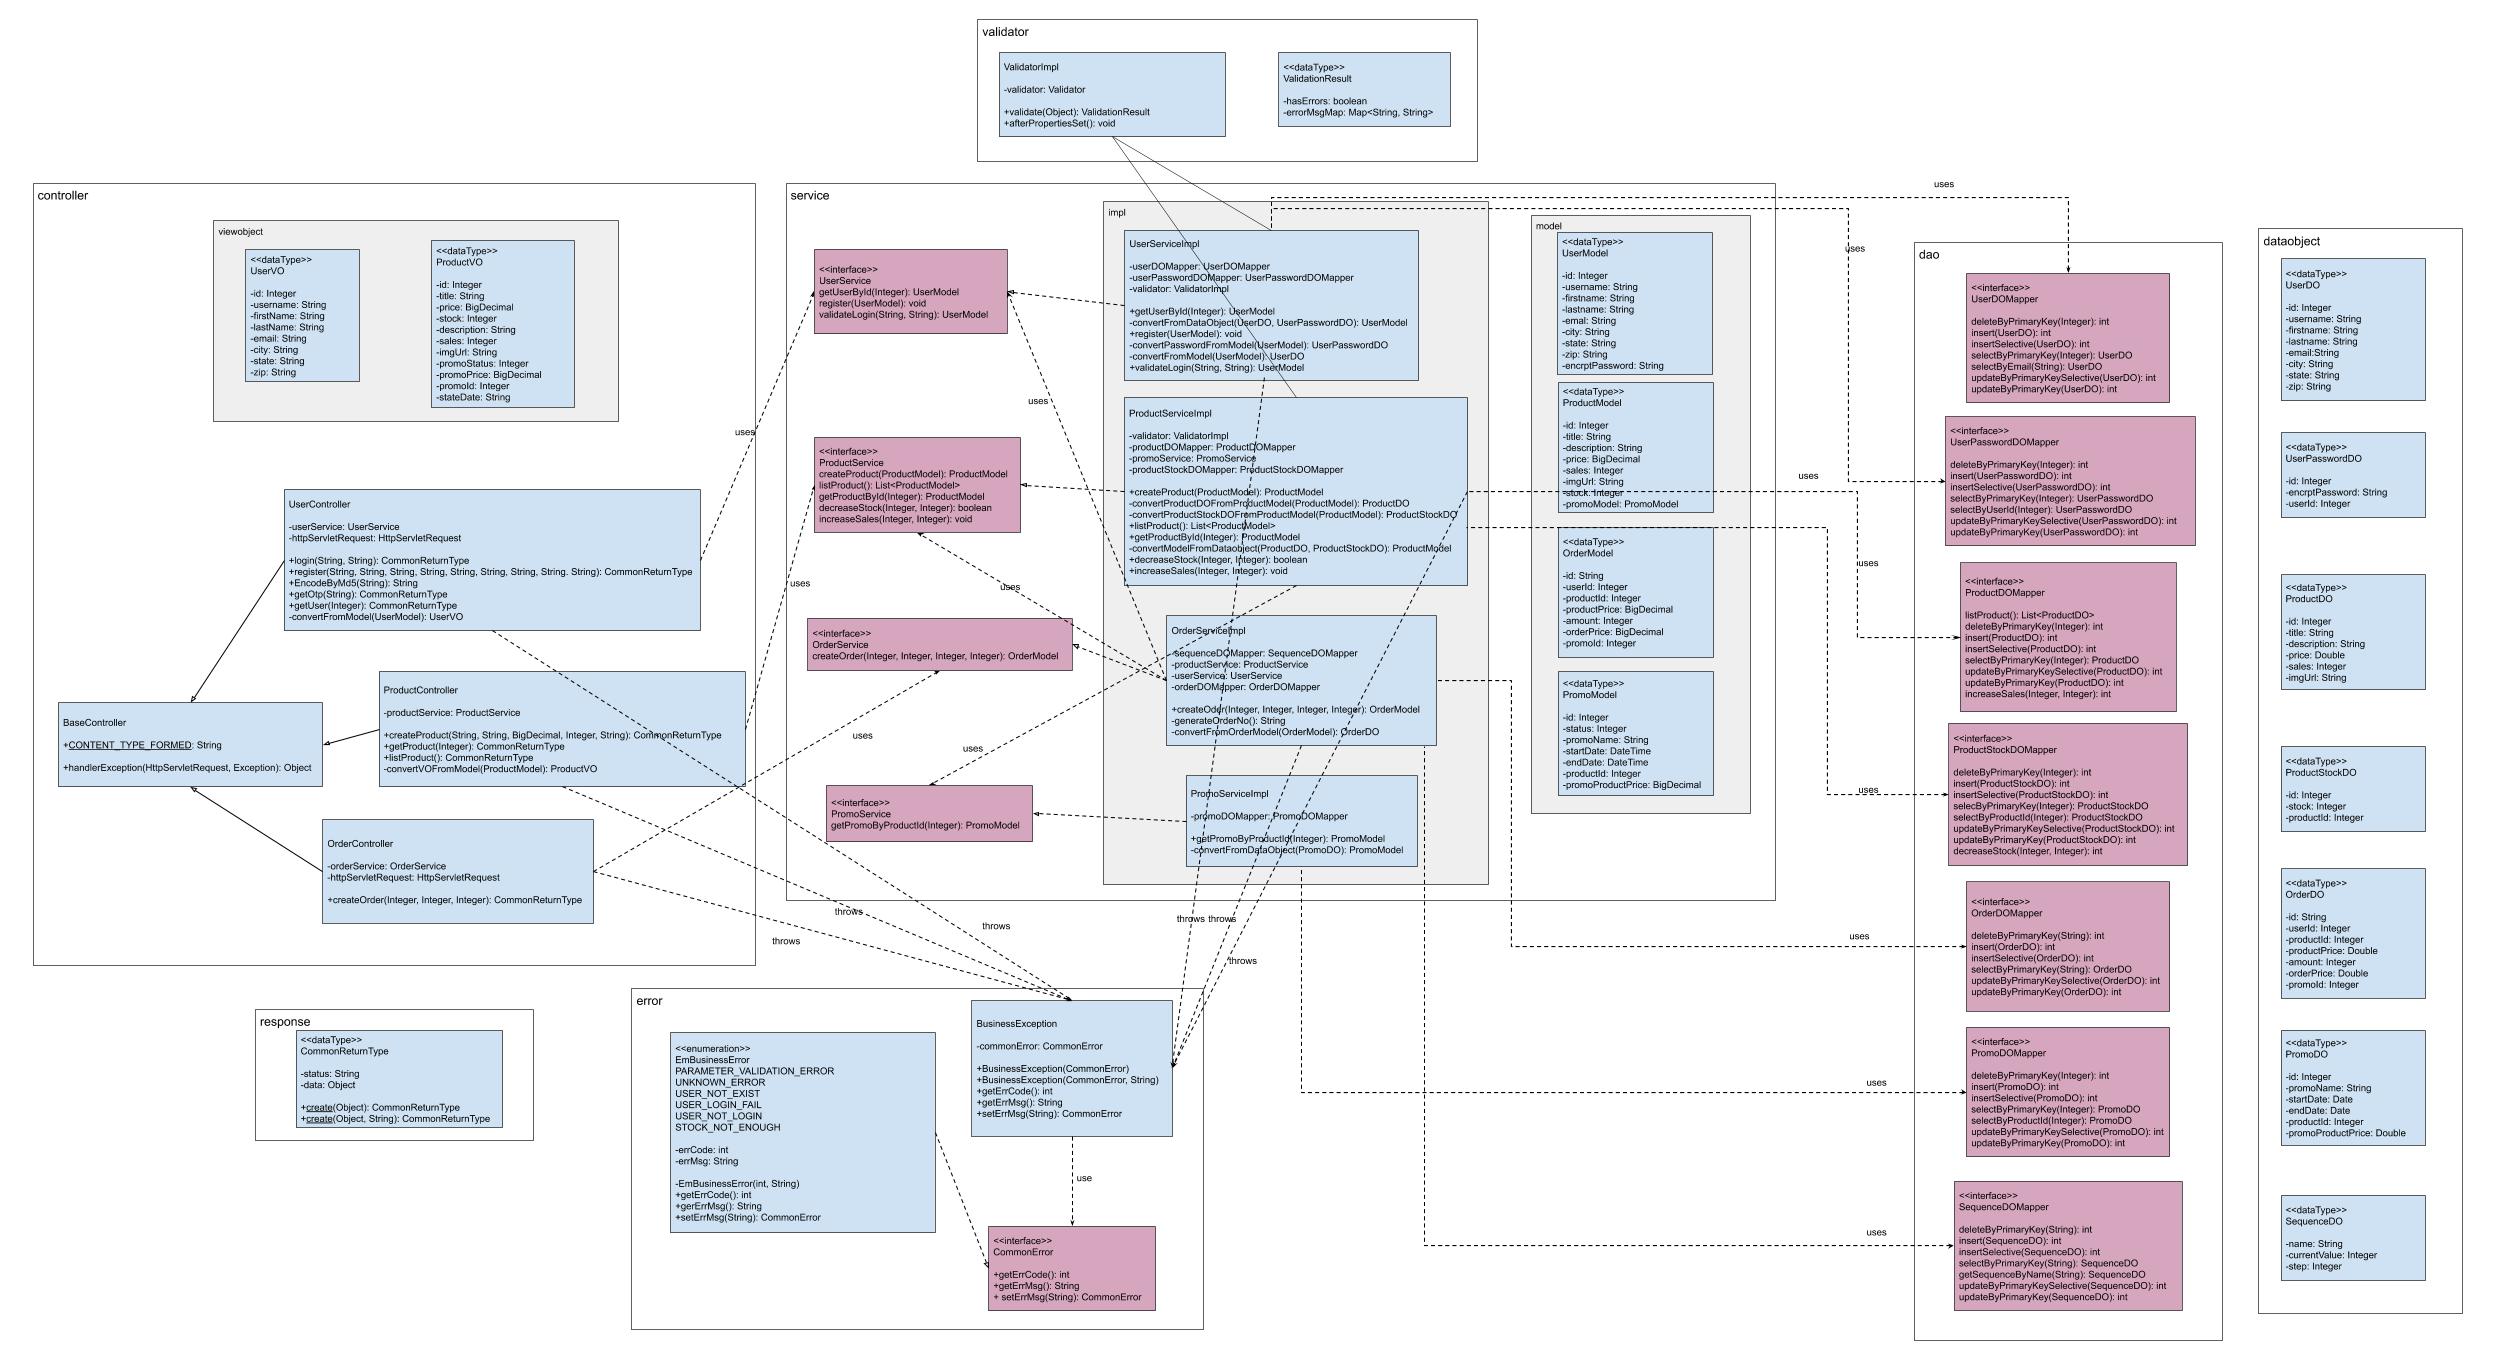 validator
ValidatorImpl
-validator: Validator
+validate(Object): ValidationResult
+afterPropertiesSet(): void
<<dataType>>
ValidationResult
-hasErrors: boolean
-errorMsgMap: Map<String, String>
controller
viewobject
<<dataType>>
UserVO
-id: Integer
-username: String
-firstName: String
-lastName: String
-email: String
-city: String
-state: String
-zip: String
<<dataType>>
ProductVO
-id: Integer
-title: String
-price: BigDecimal
-stock: Integer
-description: String
-sales: Integer
-imgUrl: String
-promoStatus: Integer
-promoPrice: BigDecimal
-promoId: Integer
-stateDate: String
UserController
-userService: UserService
-httpServletRequest: HttpServletRequest
+login(String, String): CommonReturnType
+register(String, String, String, String, String, String, String, String. String): CommonReturnType
+EncodeByMd5(String): String
+getOtp(String): CommonReturnType
+getUser(Integer): CommonReturnType
-convertFromModel(UserModel): UserVO
BaseController
+CONTENT_TYPE_FORMED: String
+handlerException(HttpServletRequest, Exception): Object
ProductController
-productService: ProductService
+createProduct(String, String, BigDecimal, Integer, String): CommonReturnType
+getProduct(Integer): CommonReturnType
+listProduct(): CommonReturnType
-convertVOFromModel(ProductModel): ProductVO
OrderController
-orderService: OrderService
-httpServletRequest: HttpServletRequest
+createOrder(Integer, Integer, Integer): CommonReturnType
uses
uses
uses
throws
throws
throws
service
<<interface>>
UserService
getUserById(Integer): UserModel
register(UserModel): void
validateLogin(String, String): UserModel
<<interface>>
ProductService
createProduct(ProductModel): ProductModel
listProduct(): List<ProductModel>
getProductById(Integer): ProductModel
decreaseStock(Integer, Integer): boolean
increaseSales(Integer, Integer): void
<<interface>>
OrderService
createOrder(Integer, Integer, Integer, Integer): OrderModel
<<interface>>
PromoService
getPromoByProductId(Integer): PromoModel
uses
uses
uses
impl
UserServiceImpl
-userDOMapper: UserDOMapper
-userPasswordDOMapper: UserPasswordDOMapper
-validator: ValidatorImpl
+getUserById(Integer): UserModel
-convertFromDataObject(UserDO, UserPasswordDO): UserModel
+register(UserModel): void
-convertPasswordFromModel(UserModel): UserPasswordDO
-convertFromModel(UserModel): UserDO
+validateLogin(String, String): UserModel
ProductServiceImpl
-validator: ValidatorImpl
-productDOMapper: ProductDOMapper
-promoService: PromoService
-productStockDOMapper: ProductStockDOMapper
+createProduct(ProductModel): ProductModel
-convertProductDOFromProductModel(ProductModel): ProductDO
-convertProductStockDOFromProductModel(ProductModel): ProductStockDO
+listProduct(): List<ProductModel>
+getProductById(Integer): ProductModel
-convertModelFromDataobject(ProductDO, ProductStockDO): ProductModel
+decreaseStock(Integer, Integer): boolean
+increaseSales(Integer, Integer): void
OrderServiceImpl
-sequenceDOMapper: SequenceDOMapper
-productService: ProductService
-userService: UserService
-orderDOMapper: OrderDOMapper
+createOder(Integer, Integer, Integer, Integer): OrderModel
-generateOrderNo(): String
-convertFromOrderModel(OrderModel): OrderDO
PromoServiceImpl
-promoDOMapper: PromoDOMapper
+getPromoByProductId(Integer): PromoModel
-convertFromDataObject(PromoDO): PromoModel
throws throws
throws
model
<<dataType>>
UserModel
-id: Integer
-username: String
-firstname: String
-lastname: String
-emal: String
-city: String
-state: String
-zip: String
-encrptPassword: String
<<dataType>>
ProductModel
-id: Integer
-title: String
-description: String
-price: BigDecimal
-sales: Integer
-imgUrl: String
-stock: Integer
-promoModel: PromoModel
<<dataType>>
OrderModel
-id: String
-userId: Integer
-productId: Integer
-productPrice: BigDecimal
-amount: Integer
-orderPrice: BigDecimal
-promoId: Integer
<<dataType>>
PromoModel
-id: Integer
-status: Integer
-promoName: String
-startDate: DateTime
-endDate: DateTime
-productId: Integer
-promoProductPrice: BigDecimal
uses
uses
uses
uses
uses
uses
uses
uses
dao
<<interface>>
UserDOMapper
deleteByPrimaryKey(Integer): int
insert(UserDO): int
insertSelective(UserDO): int
selectByPrimaryKey(Integer): UserDO
selectByEmail(String): UserDO
updateByPrimaryKeySelective(UserDO): int
updateByPrimaryKey(UserDO): int
<<interface>>
UserPasswordDOMapper
deleteByPrimaryKey(Integer): int
insert(UserPasswordDO): int
insertSelective(UserPasswordDO): int
selectByPrimaryKey(Integer): UserPasswordDO
selectByUserId(Integer): UserPasswordDO
updateByPrimaryKeySelective(UserPasswordDO): int
updateByPrimaryKey(UserPasswordDO): int
<<interface>>
ProductDOMapper
listProduct(): List<ProductDO>
deleteByPrimaryKey(Integer): int
insert(ProductDO): int
insertSelective(ProductDO): int
selectByPrimaryKey(Integer): ProductDO
updateByPrimaryKeySelective(ProductDO): int
updateByPrimaryKey(ProductDO): int
increaseSales(Integer, Integer): int
<<interface>>
ProductStockDOMapper
deleteByPrimaryKey(Integer): int
insert(ProductStockDO): int
insertSelective(ProductStockDO): int
selecByPrimaryKey(Integer): ProductStockDO
selectByProductId(Integer): ProductStockDO
updateByPrimaryKeySelective(ProductStockDO): int
updateByPrimaryKey(ProductStockDO): int
decreaseStock(Integer, Integer): int
<<interface>>
OrderDOMapper
deleteByPrimaryKey(String): int
insert(OrderDO): int
insertSelective(OrderDO): int
selectByPrimaryKey(String): OrderDO
updateByPrimaryKeySelective(OrderDO): int
updateByPrimaryKey(OrderDO): int
<<interface>>
PromoDOMapper
deleteByPrimaryKey(Integer): int
insert(PromoDO): int
insertSelective(PromoDO): int
selectByPrimaryKey(Integer): PromoDO
selectByProductId(Integer): PromoDO
updateByPrimaryKeySelective(PromoDO): int
updateByPrimaryKey(PromoDO): int
<<interface>>
SequenceDOMapper
deleteByPrimaryKey(String): int
insert(SequenceDO): int
insertSelective(SequenceDO): int
selectByPrimaryKey(String): SequenceDO
getSequenceByName(String): SequenceDO
updateByPrimaryKeySelective(SequenceDO): int
updateByPrimaryKey(SequenceDO): int
dataobject
<<dataType>>
UserDO
-id: Integer
-username: String
-firstname: String
-lastname: String
-email:String
-city: String
-state: String
-zip: String
<<dataType>>
UserPasswordDO
-id: Integer
-encrptPassword: String
-userId: Integer
<<dataType>>
ProductDO
-id: Integer
-title: String
-description: String
-price: Double
-sales: Integer
-imgUrl: String
<<dataType>>
ProductStockDO
-id: Integer
-stock: Integer
-productId: Integer
<<dataType>>
OrderDO
-id: String
-userId: Integer
-productId: Integer
-productPrice: Double
-amount: Integer
-orderPrice: Double
-promoId: Integer
<<dataType>>
PromoDO
-id: Integer
-promoName: String
-startDate: Date
-endDate: Date
-productId: Integer
-promoProductPrice: Double
<<dataType>>
SequenceDO
-name: String
-currentValue: Integer
-step: Integer
response
<<dataType>>
CommonReturnType
-status: String
-data: Object
+create(Object): CommonReturnType
+create(Object, String): CommonReturnType
error
<<enumeration>>
EmBusinessError
PARAMETER_VALIDATION_ERROR
UNKNOWN_ERROR
USER_NOT_EXIST
USER_LOGIN_FAIL
USER_NOT_LOGIN
STOCK_NOT_ENOUGH
-errCode: int
-errMsg: String
-EmBusinessError(int, String)
+getErrCode(): int
+gerErrMsg(): String
+setErrMsg(String): CommonError
BusinessException
-commonError: CommonError
+BusinessException(CommonError)
+BusinessException(CommonError, String)
+getErrCode(): int
+getErrMsg(): String
+setErrMsg(String): CommonError
use
<<interface>>
CommonError
+getErrCode(): int
+getErrMsg(): String
+ setErrMsg(String): CommonError